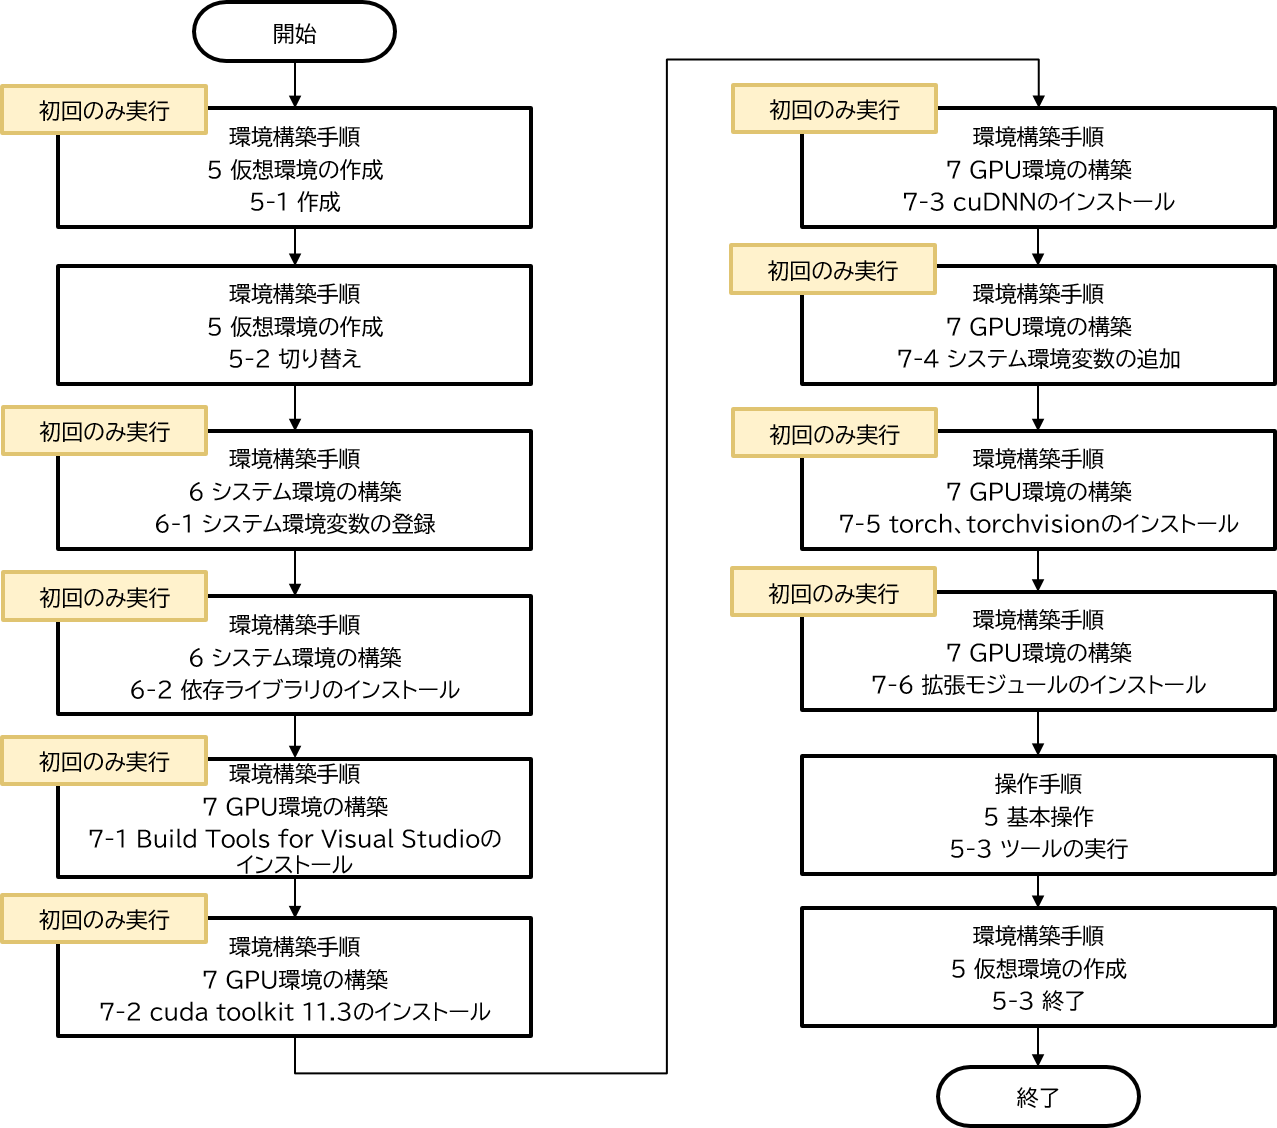 開始
初回のみ実行
環境構築手順
5 仮想環境の作成
5-1 作成
環境構築手順
5 仮想環境の作成
5-2 切り替え
初回のみ実行
環境構築手順
6 システム環境の構築
6-1 システム環境変数の登録
初回のみ実行
環境構築手順
6 システム環境の構築
6-2 依存ライブラリのインストール
初回のみ実行
環境構築手順
7 GPU環境の構築
7-1 Build Tools for Visual Studioの
インストール
初回のみ実行
環境構築手順
7 GPU環境の構築
7-2 cuda toolkit 11.3のインストール
初回のみ実行
環境構築手順
7 GPU環境の構築
7-3 cuDNNのインストール
初回のみ実行
環境構築手順
7 GPU環境の構築
7-4 システム環境変数の追加
初回のみ実行
環境構築手順
7 GPU環境の構築
7-5 torch、torchvisionのインストール
初回のみ実行
環境構築手順
7 GPU環境の構築
7-6 拡張モジュールのインストール
操作手順
5 基本操作
5-3 ツールの実行
環境構築手順
5 仮想環境の作成
5-3 終了
終了